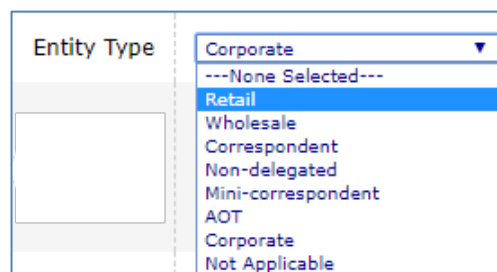 Entity Type
Corporate
---None Selected---
Retail
Wholesale
Correspondent
Non-delegated
Mini-correspondent
AOT
Corporate
Not Applicable